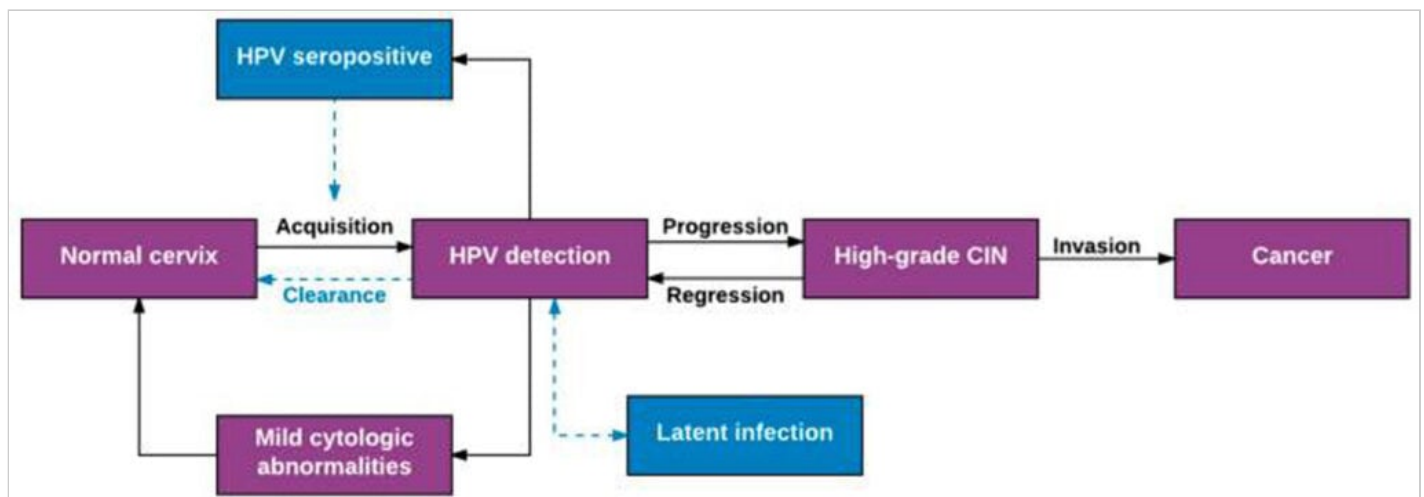 HPV seropositive
Normal cervix
Acquisition
Clearance
HPV detection
Progression
Regression
High-grade CIN
Invasion
Cancer
Mild cytologic
abnormalities
Latent infection